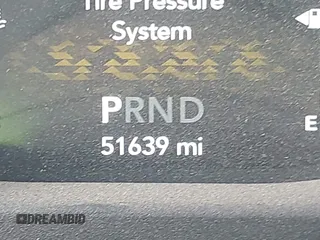 Tire Pressure
System
PRND
E
51639 mi
DREAMBID